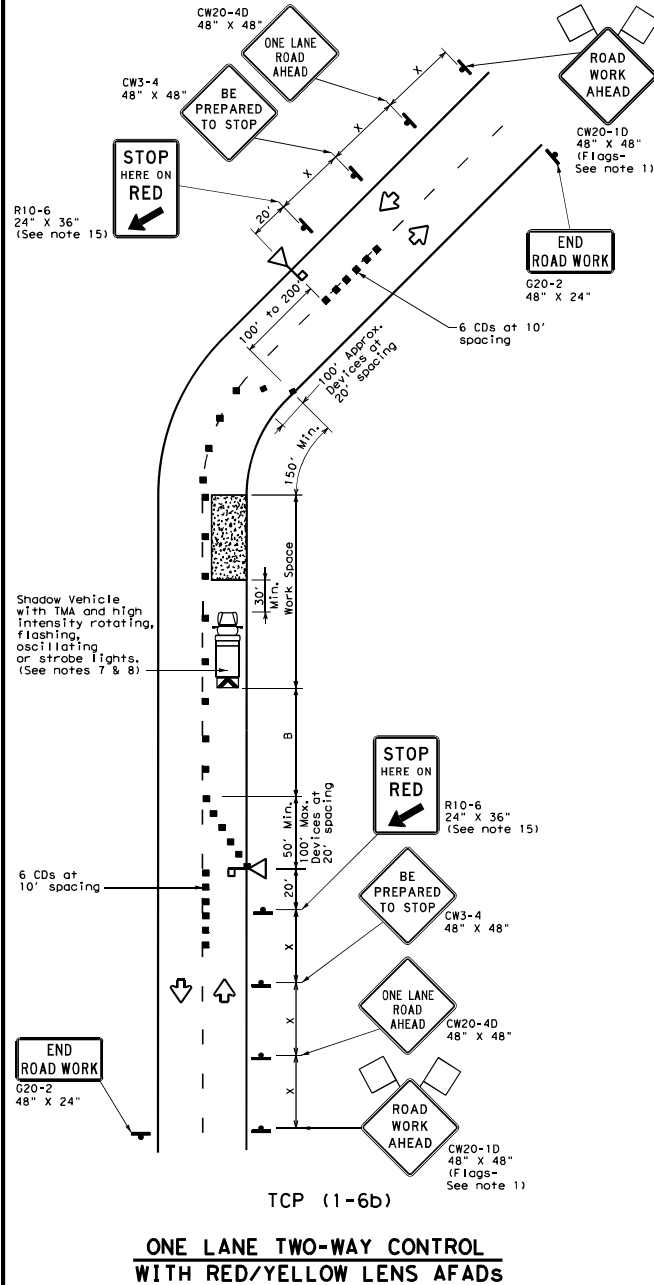 CW20-4D
48" X 48"
ONE LANE
ROAD
AHEAD
CW3-4
48" X 48"
BE
PREPARED
TO STOP
ROAD
WORK
AHEAD
CW20-1D
48" X 48"
(Flags-
See note 1)
STOP
HERE ON
RED
R10-6
24" X 36"
(See note 15)
X
X
20'
END
ROAD WORK
G20-2
48" X 24"
100' to 200'
6 CDs at 10'
spacing
100' Approx.
Devices at
20' spacing
150' Min.
Work Space
30'
Min.
Shadow Vehicle
with TMA and high
intensity rotating,
flashing,
oscillating
or strobe lights.
(See notes 7 & 8)
B
50' Min.
100' Max.
Devices at
20' spacing
STOP
HERE ON
RED
R10-6
24" X 36"
(See note 15)
6 CDs at
10' spacing
20'
BE
PREPARED
TO STOP
CW3-4
48" X 48"
X
X
X
ONE LANE
ROAD
AHEAD
CW20-4D
48" X 48"
END
ROAD WORK
G20-2
48" X 24"
ROAD
WORK
AHEAD
CW20-1D
48" X 48"
(Flags-
See note 1)
TCP (1-6b)
ONE LANE TWO-WAY CONTROL
WITH RED/YELLOW LENS AFADs